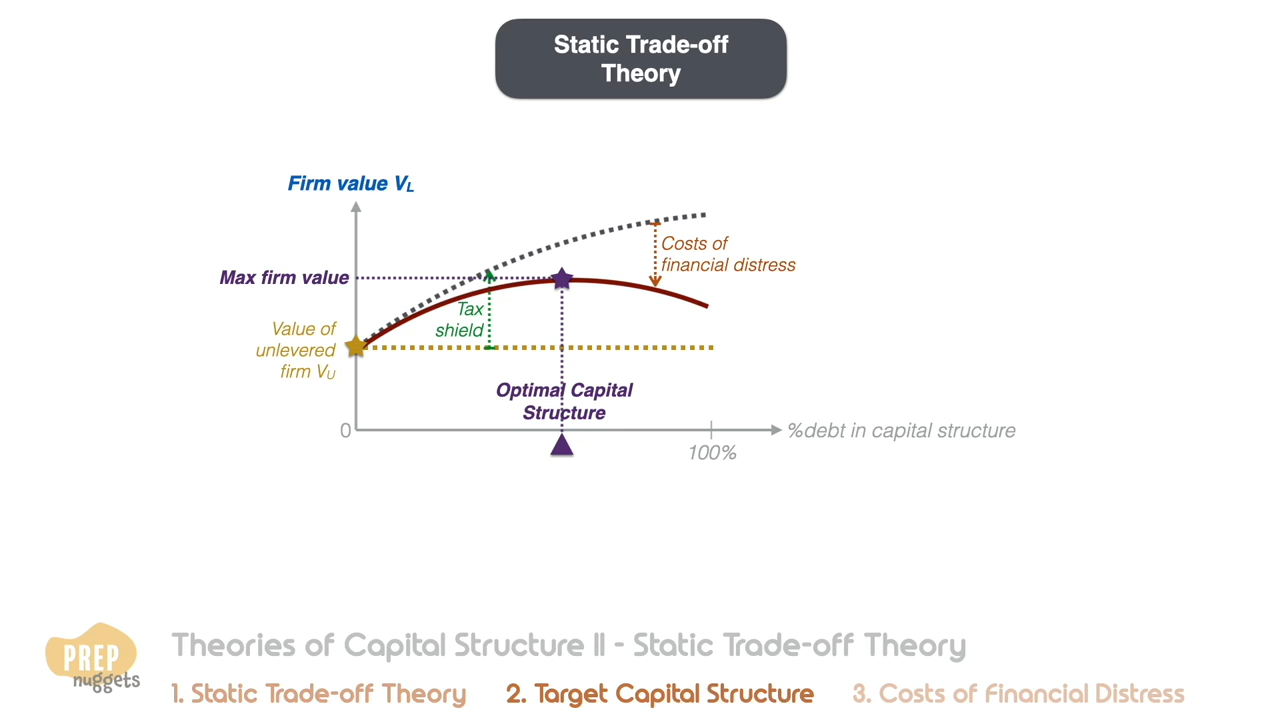 Static Trade-off
Theory
Firm value VL
Max firm value
Costs of
financial distress
Tax
shield
Value of
unlevered
firm VU
Optimal Capital
Structure
0
%debt in capital structure
100%
PREP
nuggets
Theories of Capital Structure II - Static Trade-off Theory
1. Static Trade-off Theory
2. Target Capital Structure
3. Costs of Financial Distress